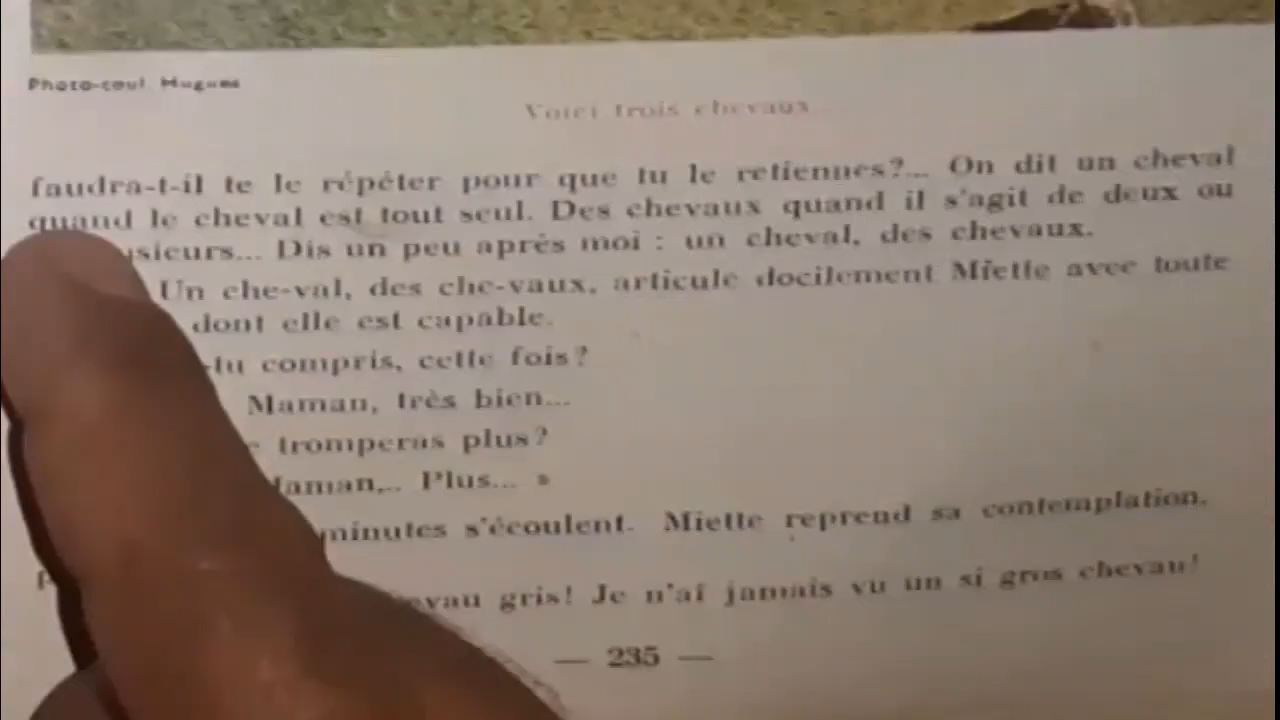 Photo-coul. Hugues
Voici trois chevaux...
faudra-t-il te le répéter pour que tu le retiennes?... On dit un cheval
quand le cheval est tout seul. Des chevaux quand il s'agit de deux ou
usieurs... Dis un peu après moi : un cheval, des chevaux.
Un che-val, des che-vaux, articule docilement Miette avec toute
dont elle est capable.
-tu compris, cette fois?
Maman, très bien...
e tromperas plus?
Maman,.. Plus... »
minutes s'écoulent. Miette reprend sa contemplation.
evau gris! Je n'ai jamais vu un si gros chevau!
— 235 —